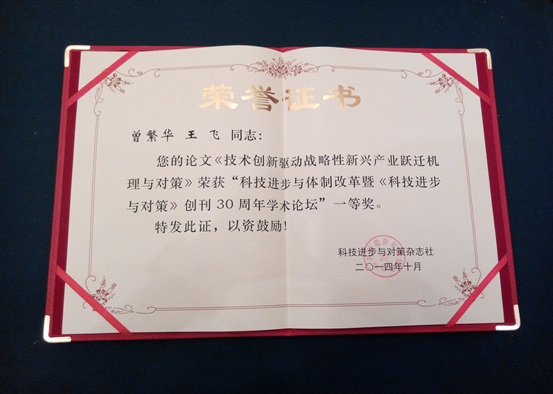 荣誉证书
曾繁华 王 飞 同志：
您的论文《技术创新驱动战略性新兴产业跃迁机
理与对策》荣获“科技进步与体制改革暨《科技进步
与对策》创刊 30 周年学术论坛”一等奖。
特发此证，以资鼓励！
科技进步与对策杂志社
二〇一四年十月